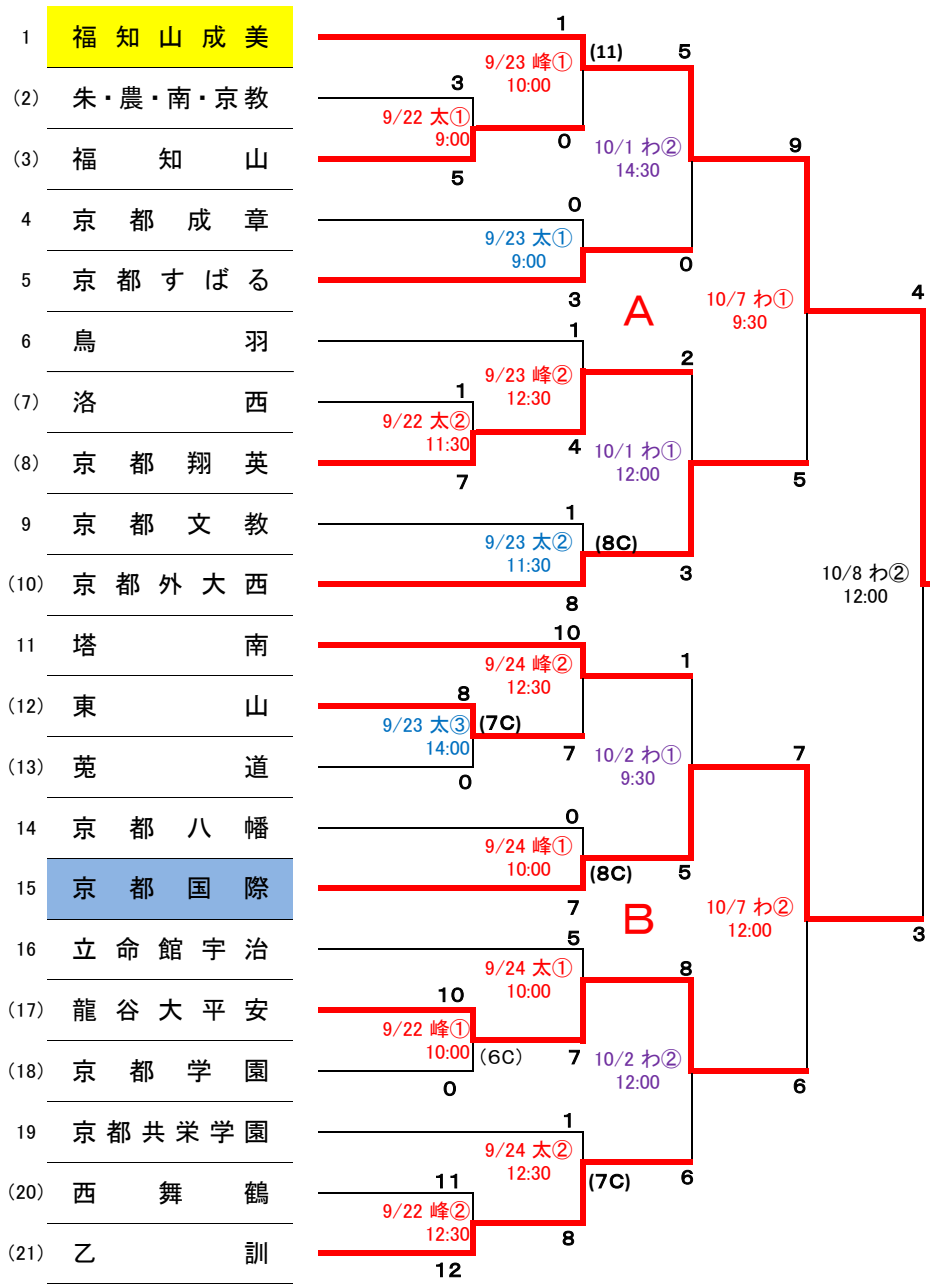 1 福知山成美
(2) 朱・農・南・京教
(3) 福知山
4 京都成章
5 京都すばる
6 鳥羽
(7) 洛西
(8) 京都翔英
9 京都文教
(10) 京都外大西
11 塔南
(12) 東山
(13) 莵道
14 京都八幡
15 京都国際
16 立命館宇治
(17) 龍谷大平安
(18) 京都学園
19 京都共栄学園
(20) 西舞鶴
(21) 乙訓
3
9/22 太①
9:00
5
1
9/22 太②
11:30
7
8
9/23 太③
14:00
(7C)
0
10
9/22 峰①
10:00
(6C)
0
11
9/22 峰②
12:30
12
1
9/23 峰①
10:00
(11)
0
0
9/23 太①
9:00
3
1
9/23 峰②
12:30
4
1
9/23 太②
11:30
(8C)
8
10
9/24 峰②
12:30
7
0
9/24 峰①
10:00
(8C)
7
5
9/24 太①
10:00
7
1
9/24 太②
12:30
(7C)
8
5
10/1 わ②
14:30
0
A
2
10/1 わ①
12:00
3
1
10/2 わ①
9:30
5
B
8
10/2 わ②
12:00
6
9
10/7 わ①
9:30
5
7
10/7 わ②
12:00
6
4
10/8 わ②
12:00
3